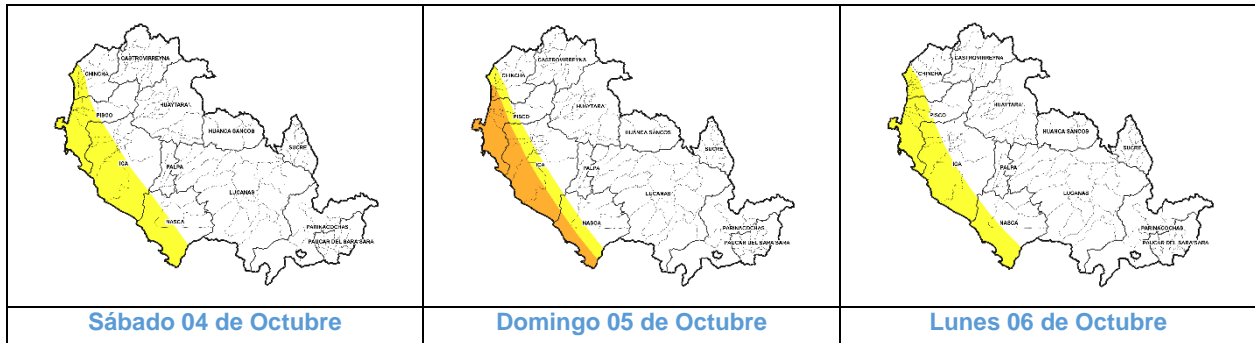 CASTROVIRREYNA
CHINCHA
HUAYTARA
PISCO
HUANCA SANCOS
SUCRE
ICA
PALPA
LUCANAS
NASCA
PARINACOCHAS
PAUCAR DEL SARA SARA
Sábado 04 de Octubre
CASTROVIRREYNA
CHINCHA
HUAYTARA
PISCO
HUANCA SANCOS
SUCRE
ICA
PALPA
LUCANAS
NASCA
PARINACOCHAS
PAUCAR DEL SARA SARA
Domingo 05 de Octubre
CASTROVIRREYNA
CHINCHA
HUAYTARA
PISCO
HUANCA SANCOS
SUCRE
ICA
PALPA
LUCANAS
NASCA
PARINACOCHAS
PAUCAR DEL SARA SARA
Lunes 06 de Octubre